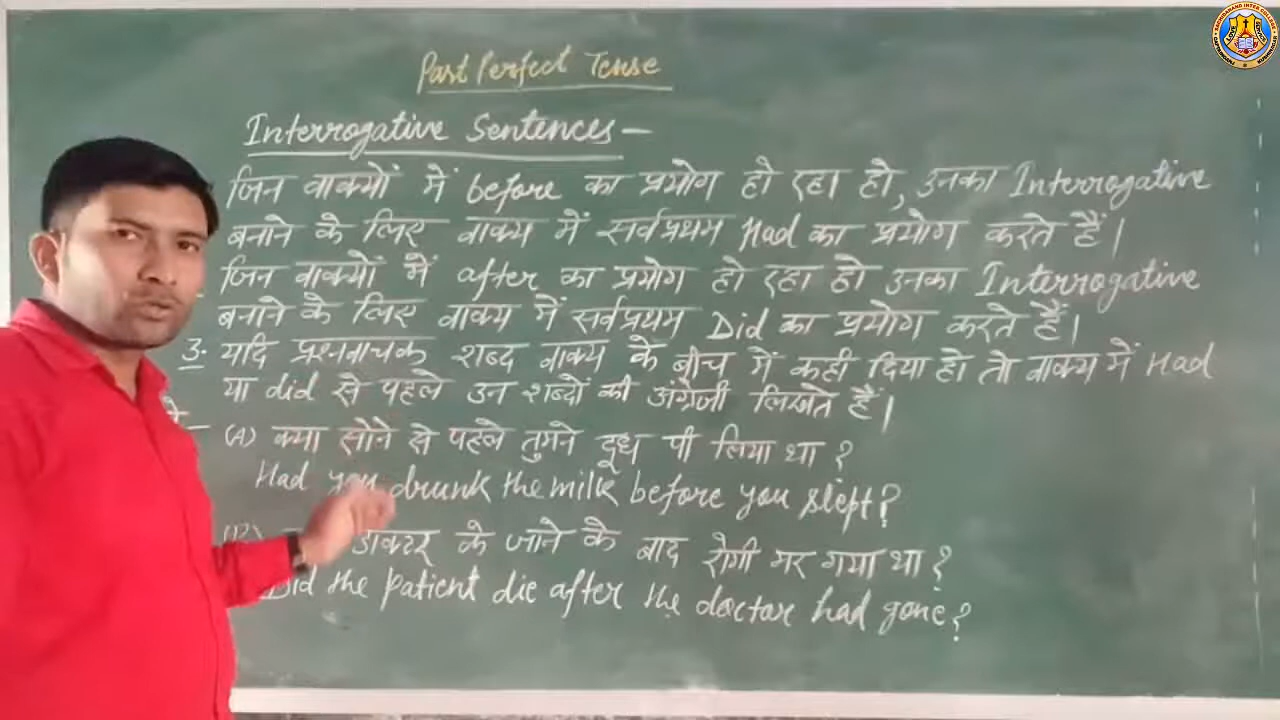 Past Perfect Tense
Interrogative Sentences -
जिन वाक्यों में before का प्रयोग हो रहा हो, उनका Interrogative
बनाने के लिए वाक्य में सर्वप्रथम Had का प्रयोग करते हैं।
जिन वाक्यों में after का प्रयोग हो रहा हो उनका Interrogative
बनाने के लिए वाक्य में सर्वप्रथम Did का प्रयोग करते हैं।
3. यदि प्रश्नवाचक शब्द वाक्य के बीच में कहीं दिया हो तो वाक्य में Had
या did से पहले उन शब्दों की अंग्रेजी लिखते हैं।
(A) क्या सोने से पहले तुमने दूध पी लिया था ?
Had you drunk the milk before you slept?
डाक्टर के जाने के बाद रोगी मर गया था ?
Did the patient die after the doctor had gone?